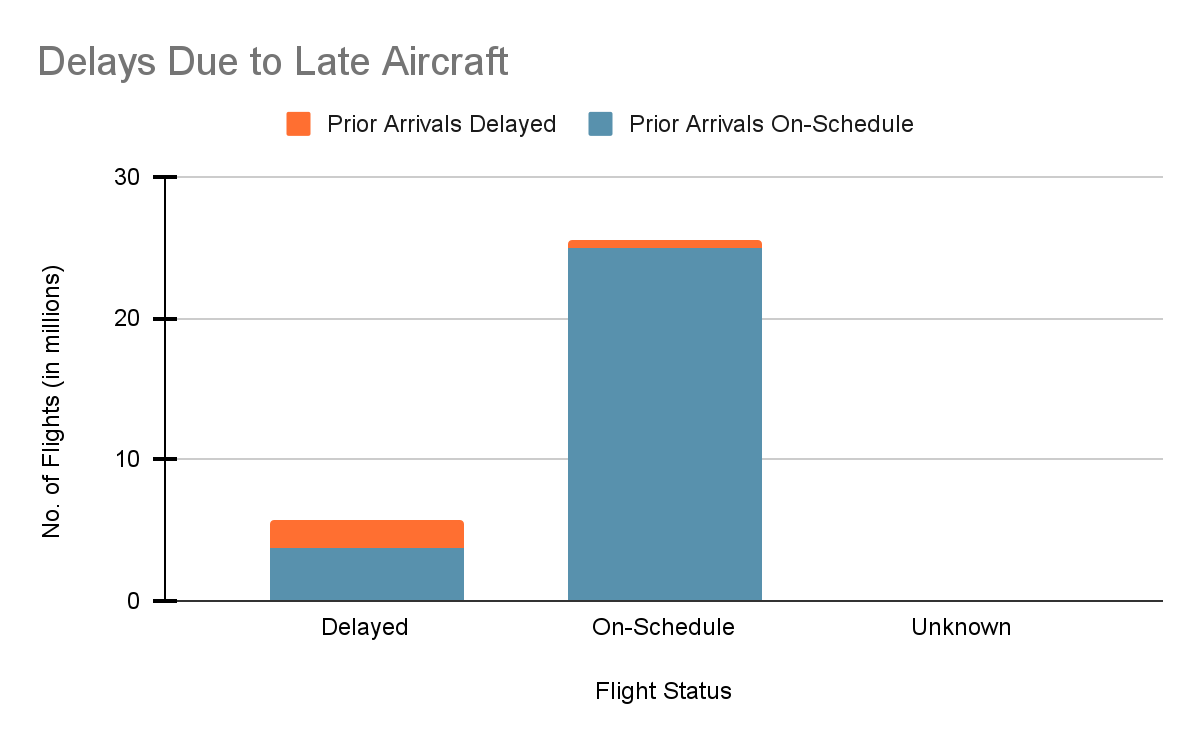 Delays Due to Late Aircraft
Prior Arrivals Delayed
Prior Arrivals On-Schedule
30
20
10
0
No. of Flights (in millions)
Delayed
On-Schedule
Unknown
Flight Status